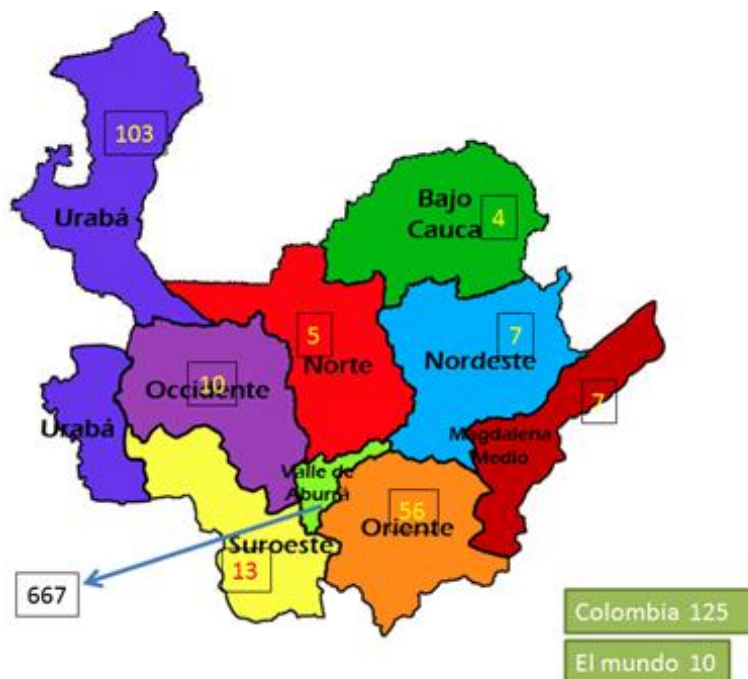 103
Urabá
Bajo
Cauca
4
5
Norte
7
Nordeste
10
Occidente
Urabá
7
Magdalena
Medio
Valle de
Aburrá
56
Oriente
Suroeste
13
667
Colombia 125
El mundo 10